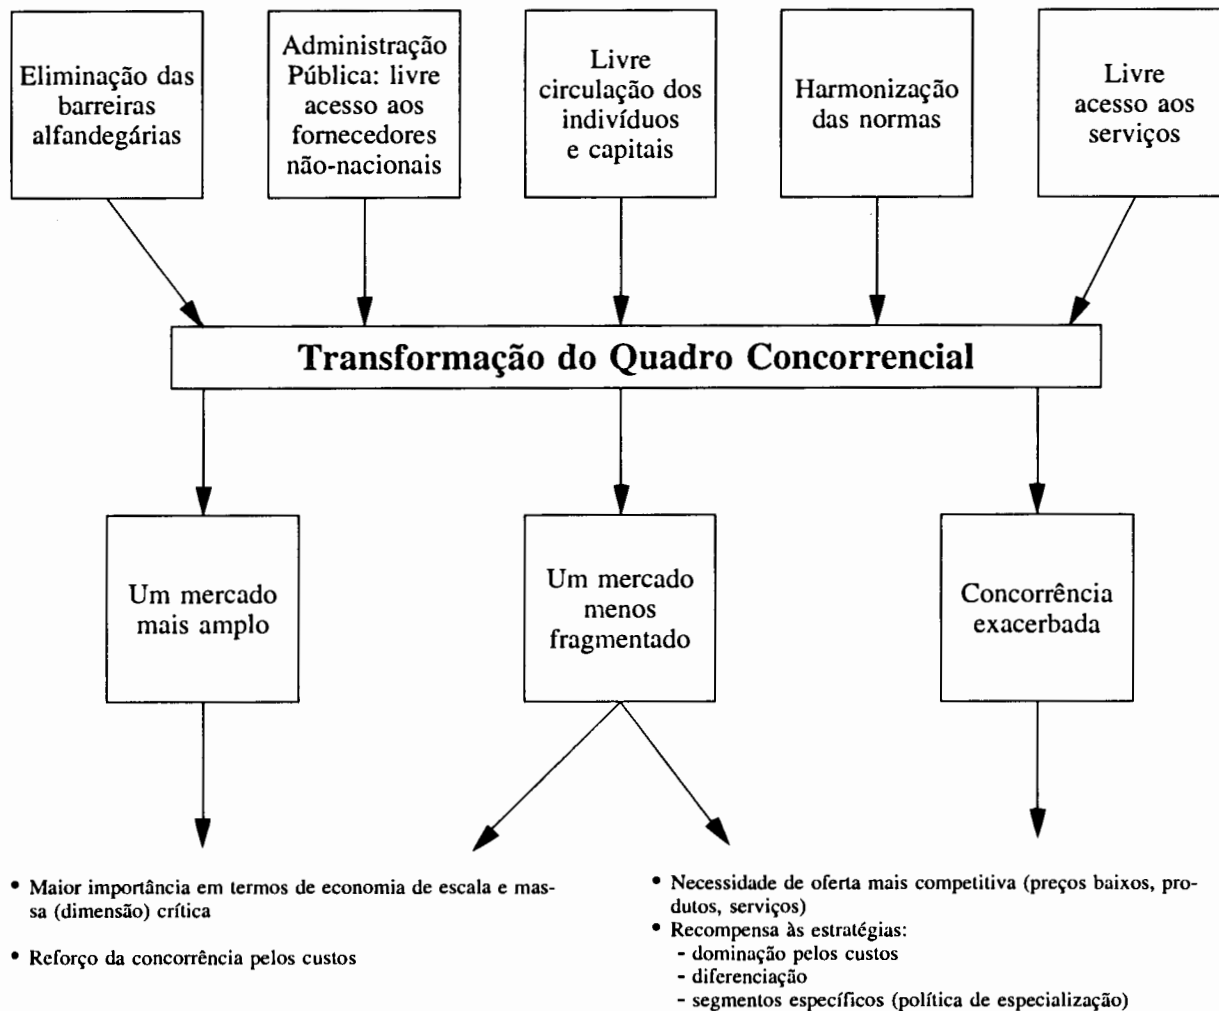 Eliminação das
barreiras
alfandegárias
Administração
Pública: livre
acesso aos
fornecedores
não-nacionais
Livre
circulação dos
indivíduos
e capitais
Harmonização
das normas
Livre
acesso aos
serviços
Transformação do Quadro Concorrencial
Um mercado
mais amplo
Um mercado
menos
fragmentado
Concorrência
exacerbada
• Maior importância em termos de economia de escala e mas-
sa (dimensão) crítica
• Reforço da concorrência pelos custos
• Necessidade de oferta mais competitiva (preços baixos, pro-
dutos, serviços)
• Recompensa às estratégias:
- dominação pelos custos
- diferenciação
- segmentos específicos (política de especialização)